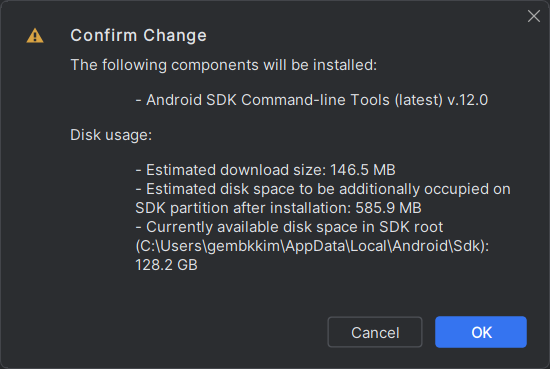 Confirm Change
The following components will be installed:
- Android SDK Command-line Tools (latest) v.12.0
Disk usage:
- Estimated download size: 146.5 MB
- Estimated disk space to be additionally occupied on
SDK partition after installation: 585.9 MB
- Currently available disk space in SDK root
(C:\Users\gembkkim\AppData\Local\Android\Sdk):
128.2 GB
Cancel
OK